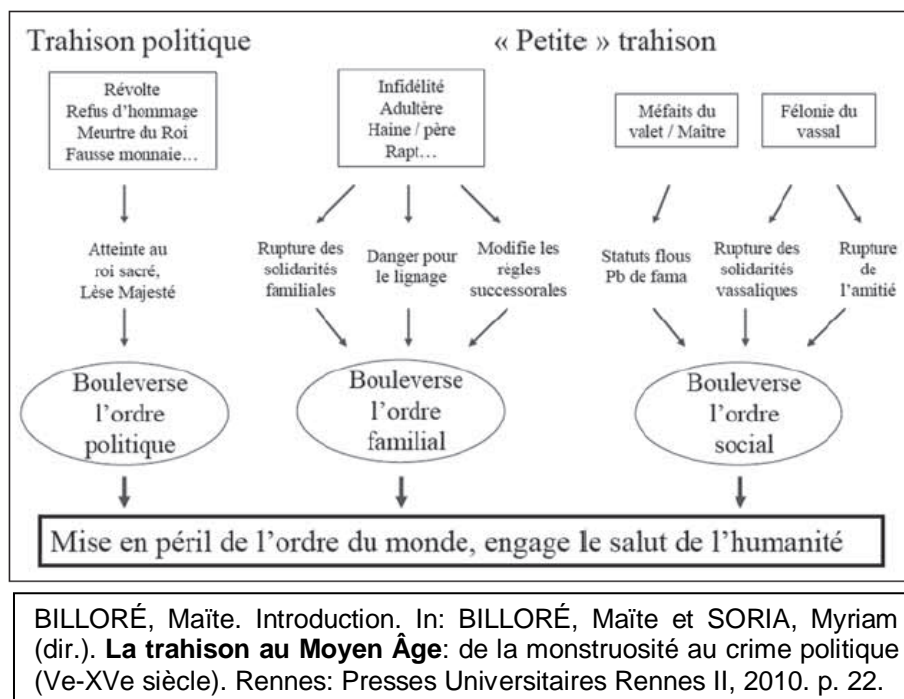 Trahison politique
« Petite » trahison
Révolte
Refus d’hommage
Meurtre du Roi
Fausse monnaie…
Infidélité
Adultère
Haine / père
Rapt…
Méfaits du
valet / Maître
Félonie du
vassal
Atteinte au
roi sacré,
Lèse Majesté
Rupture des
solidarités
familiales
Danger pour
le lignage
Modifie les
règles
successorales
Statuts flous
Pb de fama
Rupture des
solidarités
vassaliques
Rupture
de
l’amitié
Bouleverse
l’ordre
politique
Bouleverse
l’ordre
familial
Bouleverse
l’ordre
social
Mise en péril de l’ordre du monde, engage le salut de l’humanité
BILLORÉ, Maïte. Introduction. In: BILLORÉ, Maïte et SORIA, Myriam
(dir.). La trahison au Moyen Âge: de la monstruosité au crime politique
(Ve-XVe siècle). Rennes: Presses Universitaires Rennes II, 2010. p. 22.